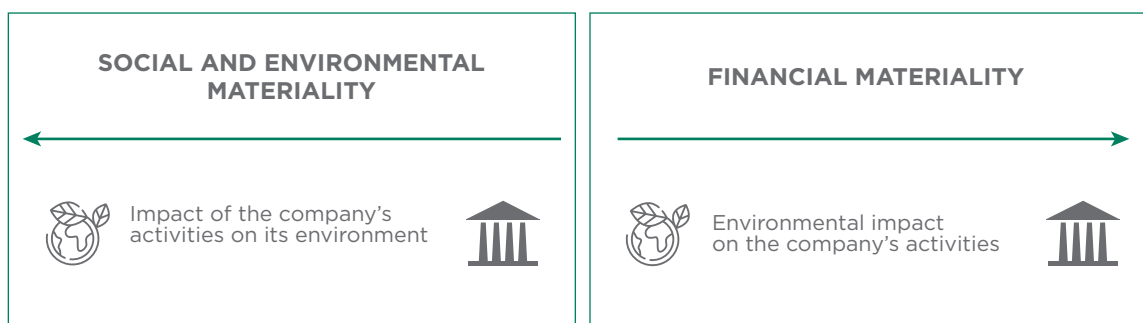 SOCIAL AND ENVIRONMENTAL
MATERIALITY
Impact of the company's
activities on its environment
FINANCIAL MATERIALITY
Environmental impact
on the company's activities